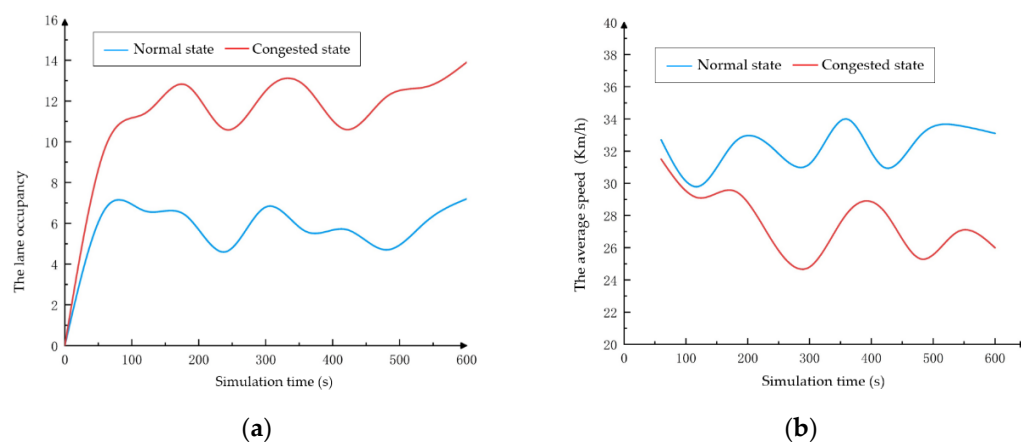 16
14
12
10
8
6
4
2
0
The lane occupancy
Normal state Congested state
0 100 200 300 400 500 600
Simulation time (s)
(a)
40
38
36
34
32
30
28
26
24
22
20
The average speed (Km/h)
Normal state Congested state
0 100 200 300 400 500 600
Simulation time (s)
(b)